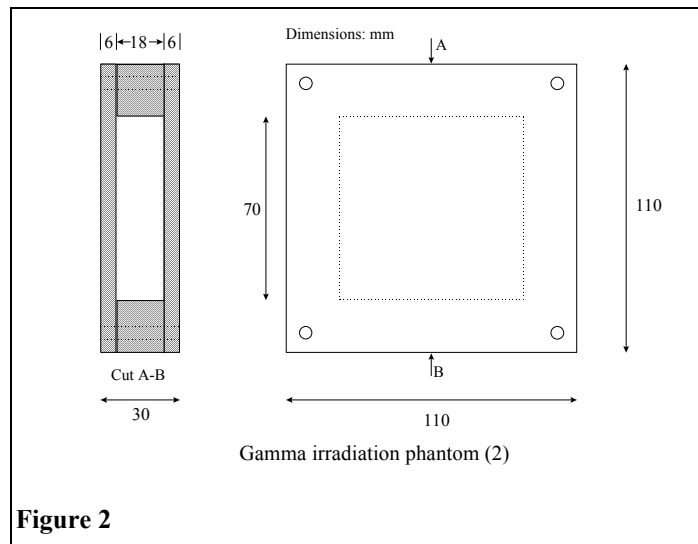 Dimensions: mm
6 18 6
A
70
110
B
Cut A-B
30
110
Gamma irradiation phantom (2)
Figure 2